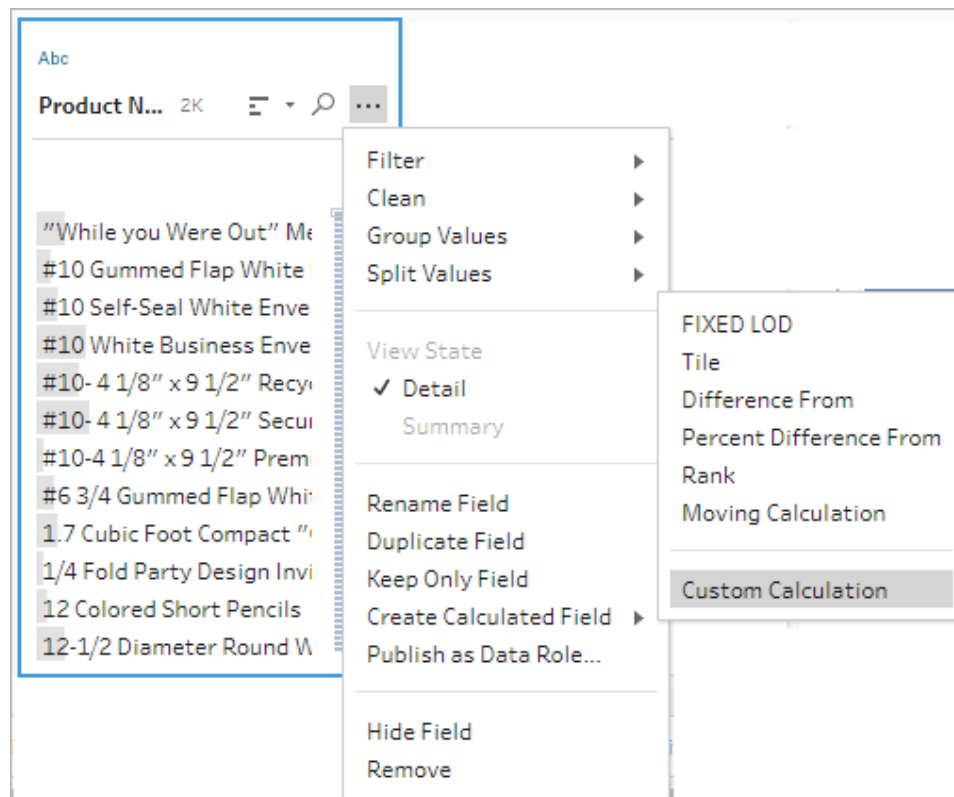 Abc
Product N... 2K
"While you Were Out" Me
#10 Gummed Flap White
#10 Self-Seal White Enve
#10 White Business Enve
#10- 4 1/8" x 9 1/2" Recy
#10- 4 1/8" x 9 1/2" Secu
#10-4 1/8" x 9 1/2" Premi
#6 3/4 Gummed Flap Whit
1.7 Cubic Foot Compact "
1/4 Fold Party Design Invi
12 Colored Short Pencils
12-1/2 Diameter Round W
Filter
Clean
Group Values
Split Values
View State
✓ Detail
Summary
Rename Field
Duplicate Field
Keep Only Field
Create Calculated Field
Publish as Data Role...
Hide Field
Remove
FIXED LOD
Tile
Difference From
Percent Difference From
Rank
Moving Calculation
Custom Calculation